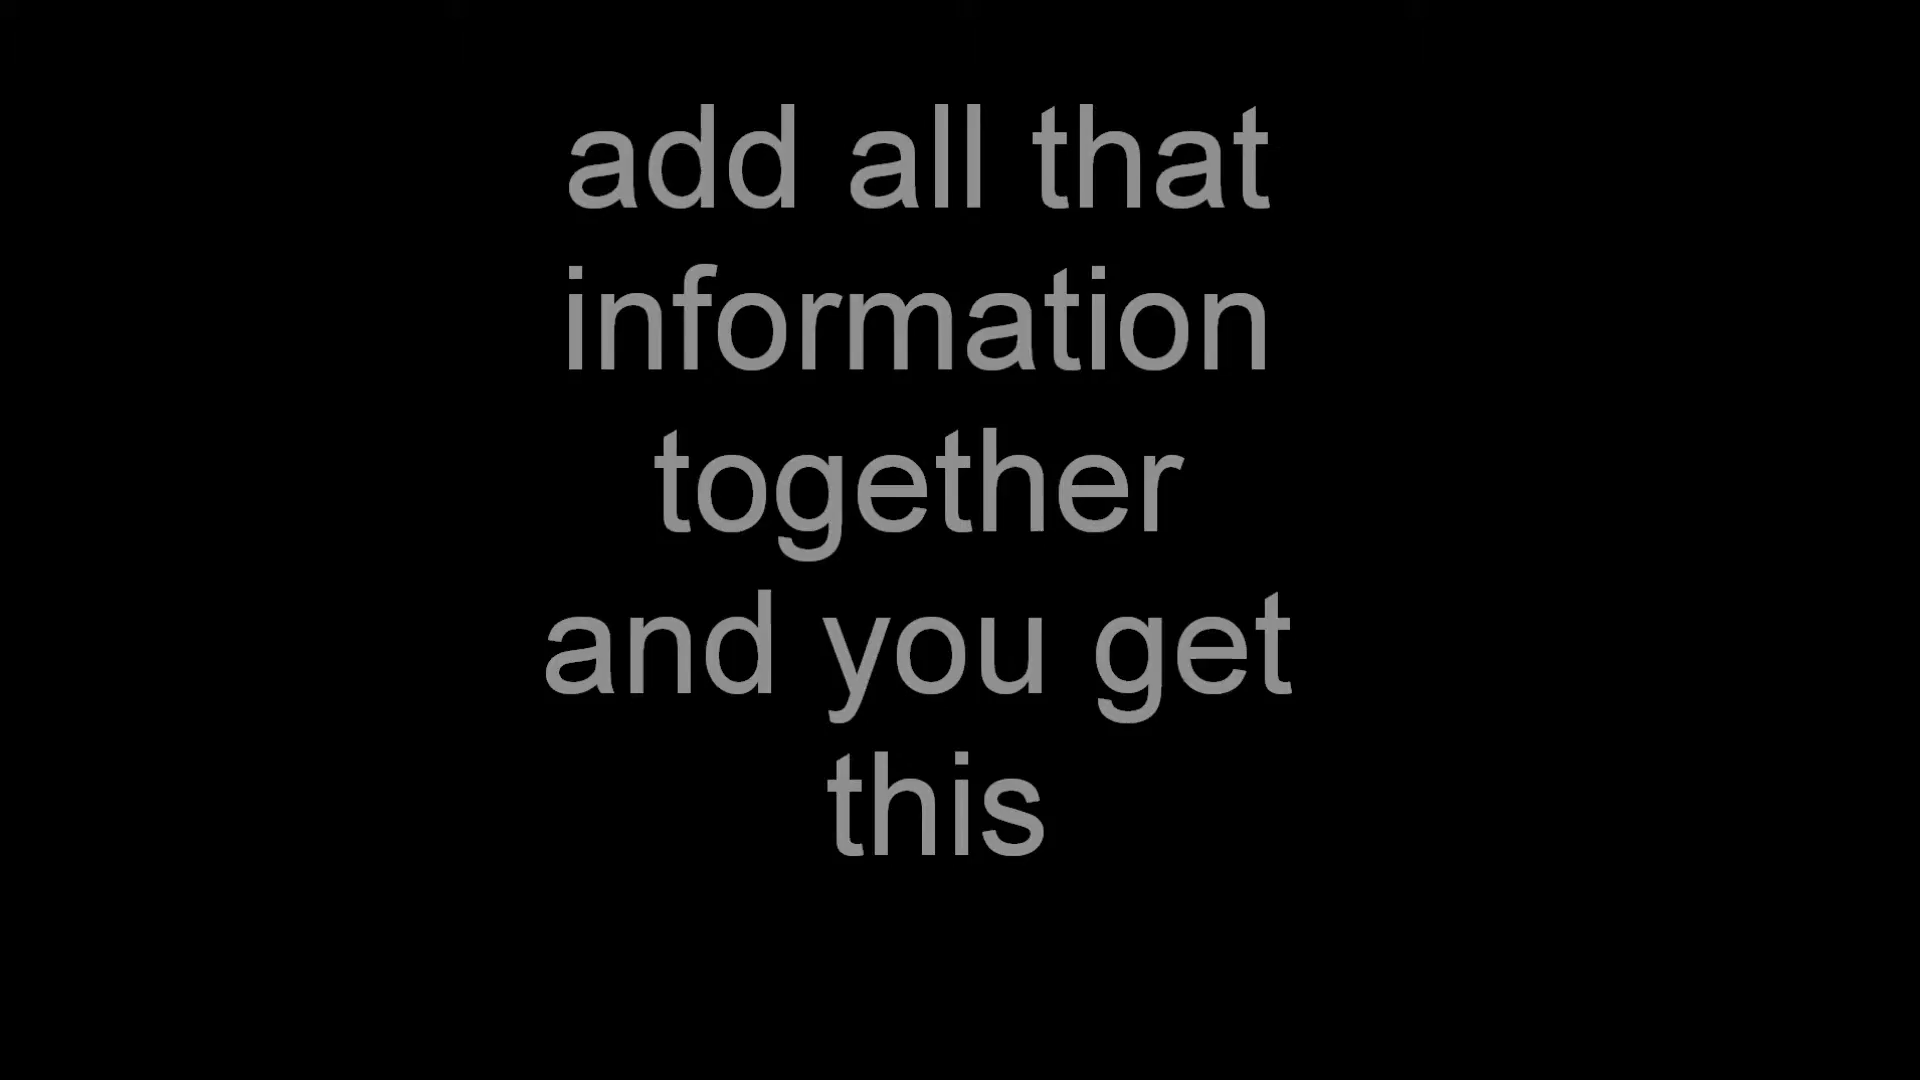 add all that
information
together
and you get
this